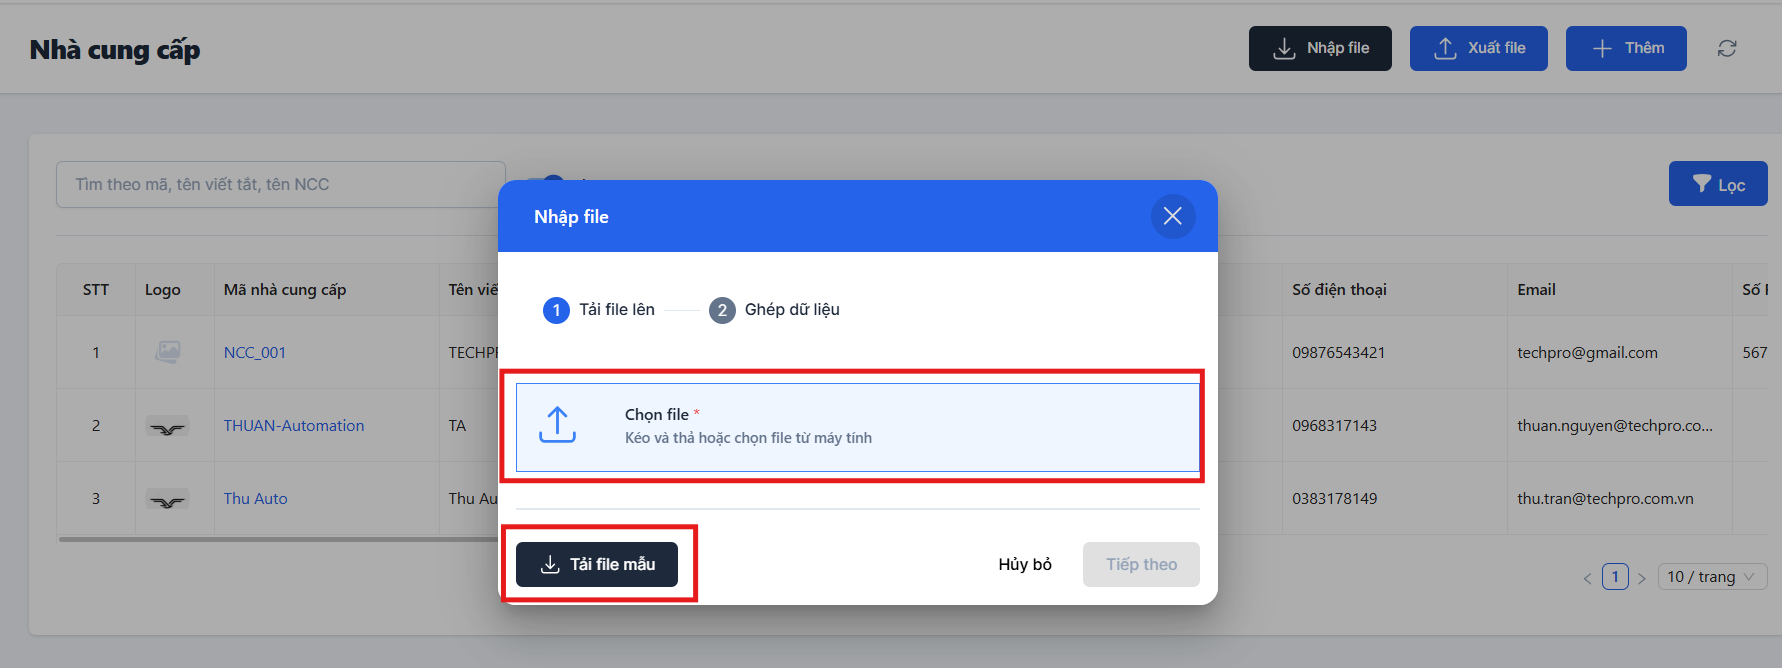 Nhà cung cấp
Nhập file
Xuất file
Thêm
Tìm theo mã, tên viết tắt, tên NCC
Lọc
Nhập file
1 Tải file lên
2 Ghép dữ liệu
Chọn file *
Kéo và thả hoặc chọn file từ máy tính
Tải file mẫu
Hủy bỏ
Tiếp theo
STT Logo Mã nhà cung cấp Tên viế Số điện thoại Email Số
1 NCC_001 TECHP 09876543421 techpro@gmail.com 567
2 THUAN-Automation TA 0968317143 thuan.nguyen@techpro.co...
3 Thu Auto Thu Au 0383178149 thu.tran@techpro.com.vn
< 1 > 10 / trang